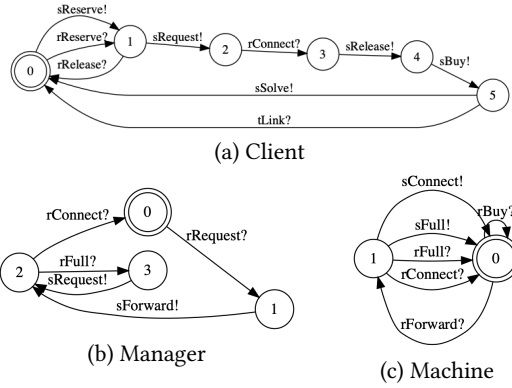 sReserve!
rReserve?
rRelease?
0
1
sRequest!
2
rConnect?
3
sRelease!
4
sBuy!
5
sSolve!
tLink?
(a) Client
rConnect?
0
rRequest?
2
rFull?
sRequest!
3
sForward!
1
(b) Manager
sConnect!
rBuy?
sFull!
rFull?
rConnect?
1
0
rForward?
(c) Machine